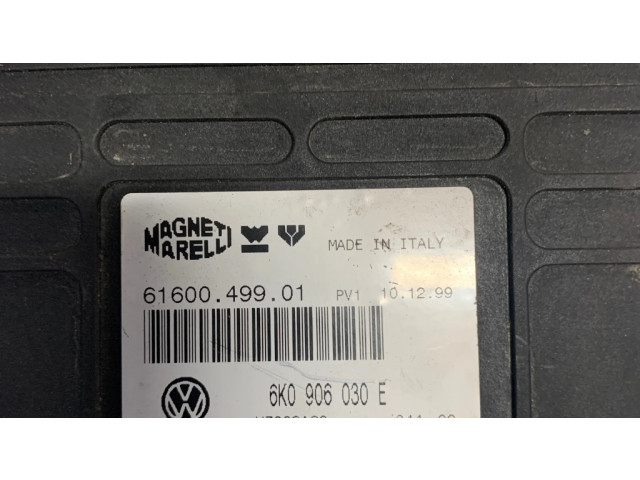 MAGNETI
MARELLI
MADE IN ITALY
61600.499.01 PV1 10.12.99
6K0 906 030 E